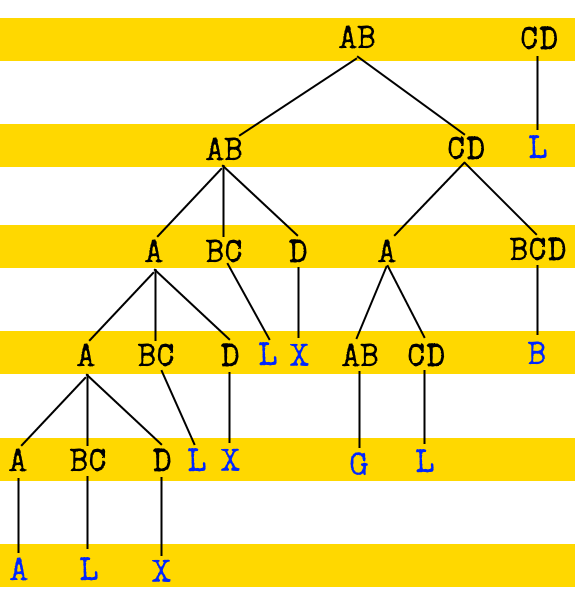 AB CD
AB CD L
A BC D A BCD
A BC D L X AB CD B
A BC D L X G L
A L X